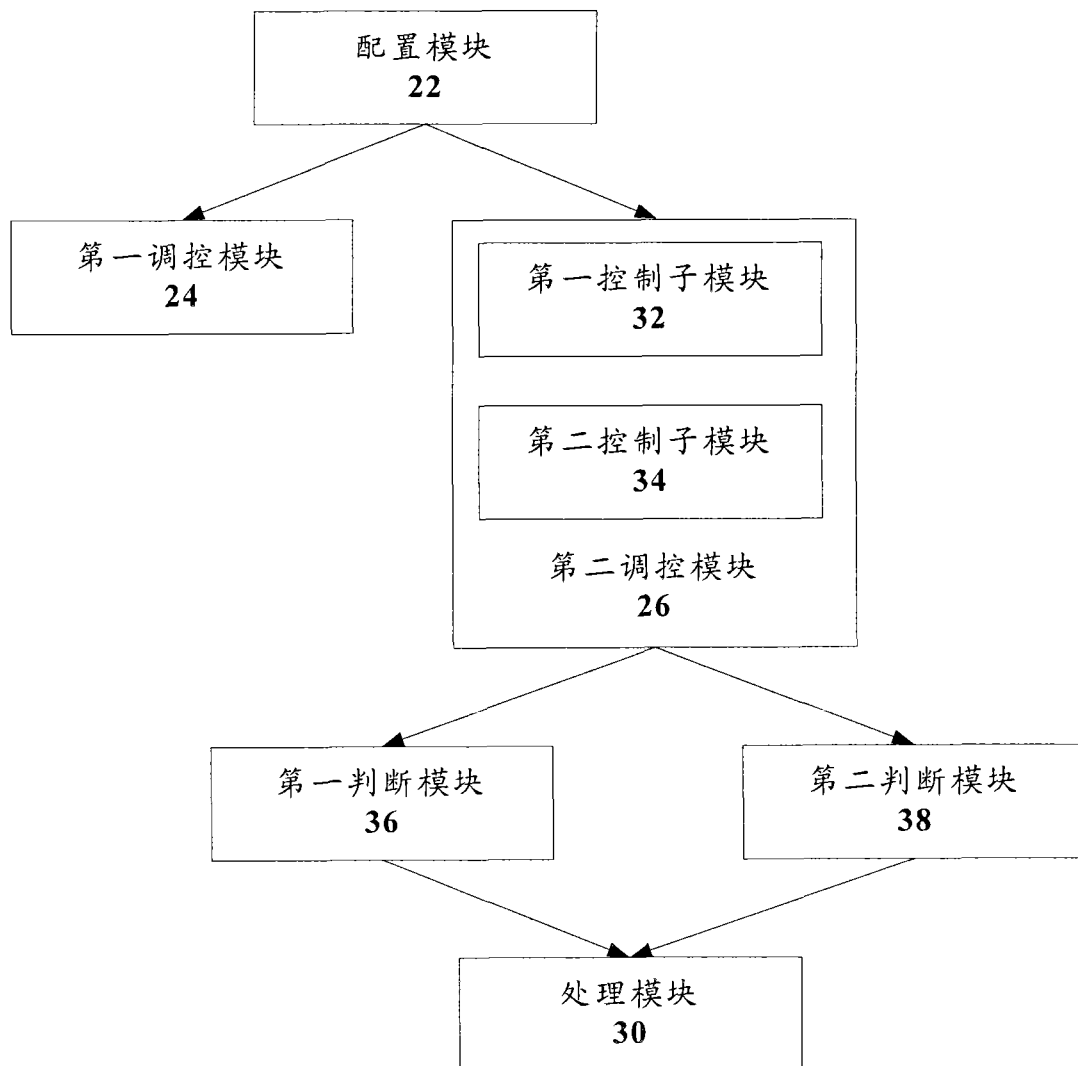 配置模块
22
第一调控模块
24
第一控制子模块
32
第二控制子模块
34
第二调控模块
26
第一判断模块
36
第二判断模块
38
处理模块
30